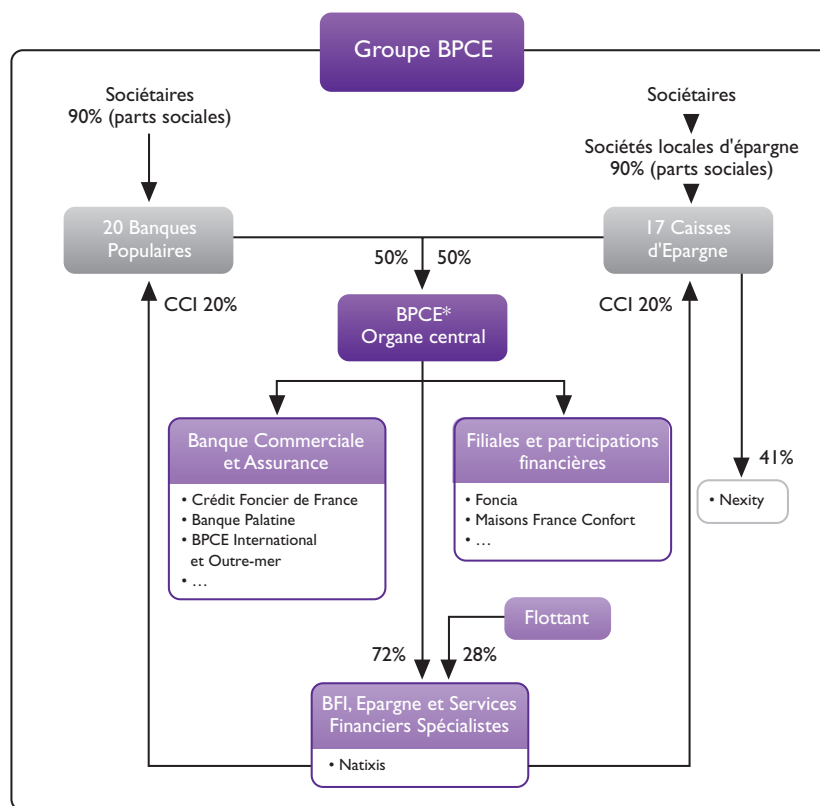 Groupe BPCE
Sociétaires
90% (parts sociales)
Sociétaires
Sociétés locales d'épargne
90% (parts sociales)
20 Banques
Populaires
17 Caisses
d'Epargne
50%
50%
CCI 20%
CCI 20%
BPCE*
Organe central
Banque Commerciale
et Assurance
• Crédit Foncier de France
• Banque Palatine
• BPCE International
et Outre-mer
• …
Filiales et participations
financières
• Foncia
• Maisons France Confort
• …
41%
• Nexity
Flottant
72%
28%
BFI, Epargne et Services
Financiers Spécialistes
• Natixis